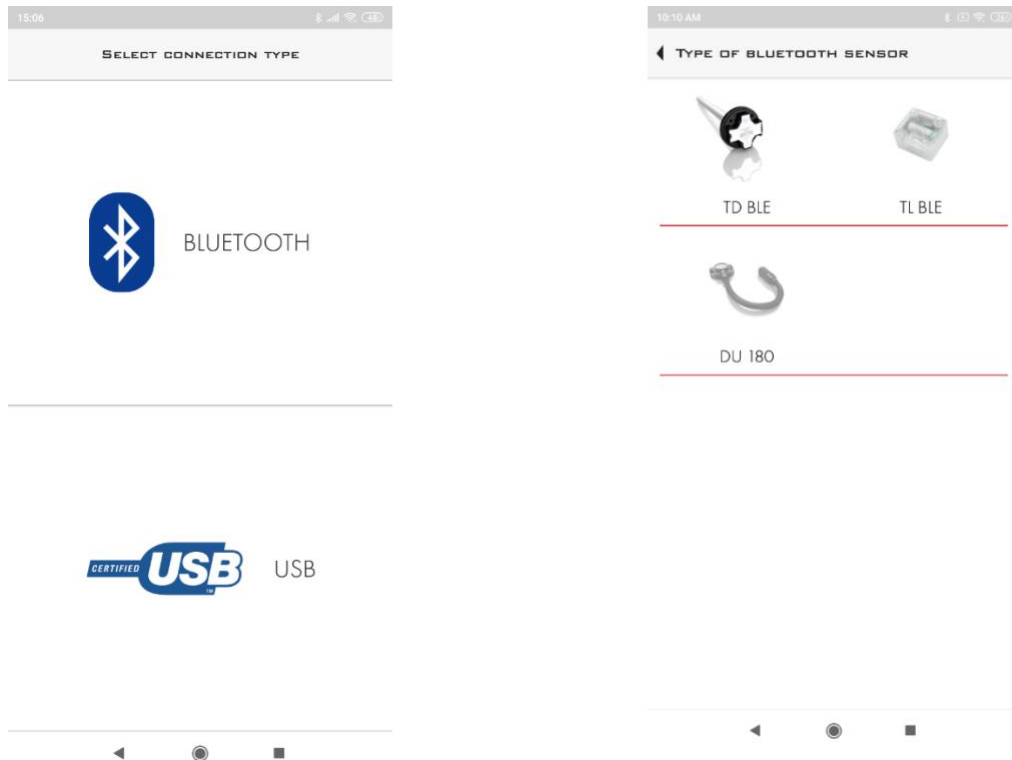 15:06
SELECT CONNECTION TYPE
BLUETOOTH
CERTIFIED USB TM
USB
10:10 AM
TYPE OF BLUETOOTH SENSOR
TD BLE
TL BLE
DU 180